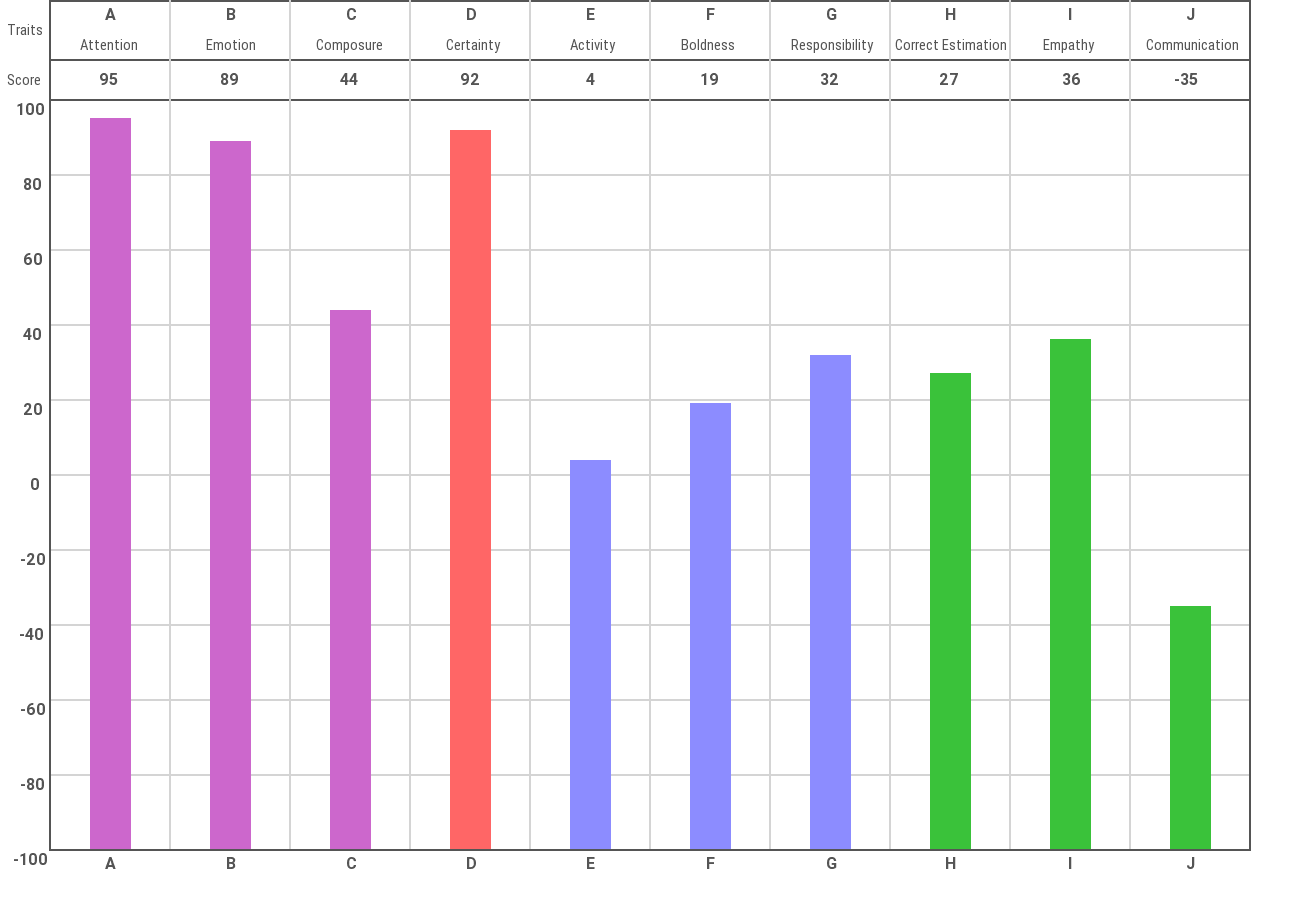 Traits
A B C D E F G H I J
Attention Emotion Composure Certainty Activity Boldness Responsibility Correct Estimation Empathy Communication
Score 95 89 44 92 4 19 32 27 36 -35
100
80
60
40
20
0
-20
-40
-60
-80
-100
A B C D E F G H I J